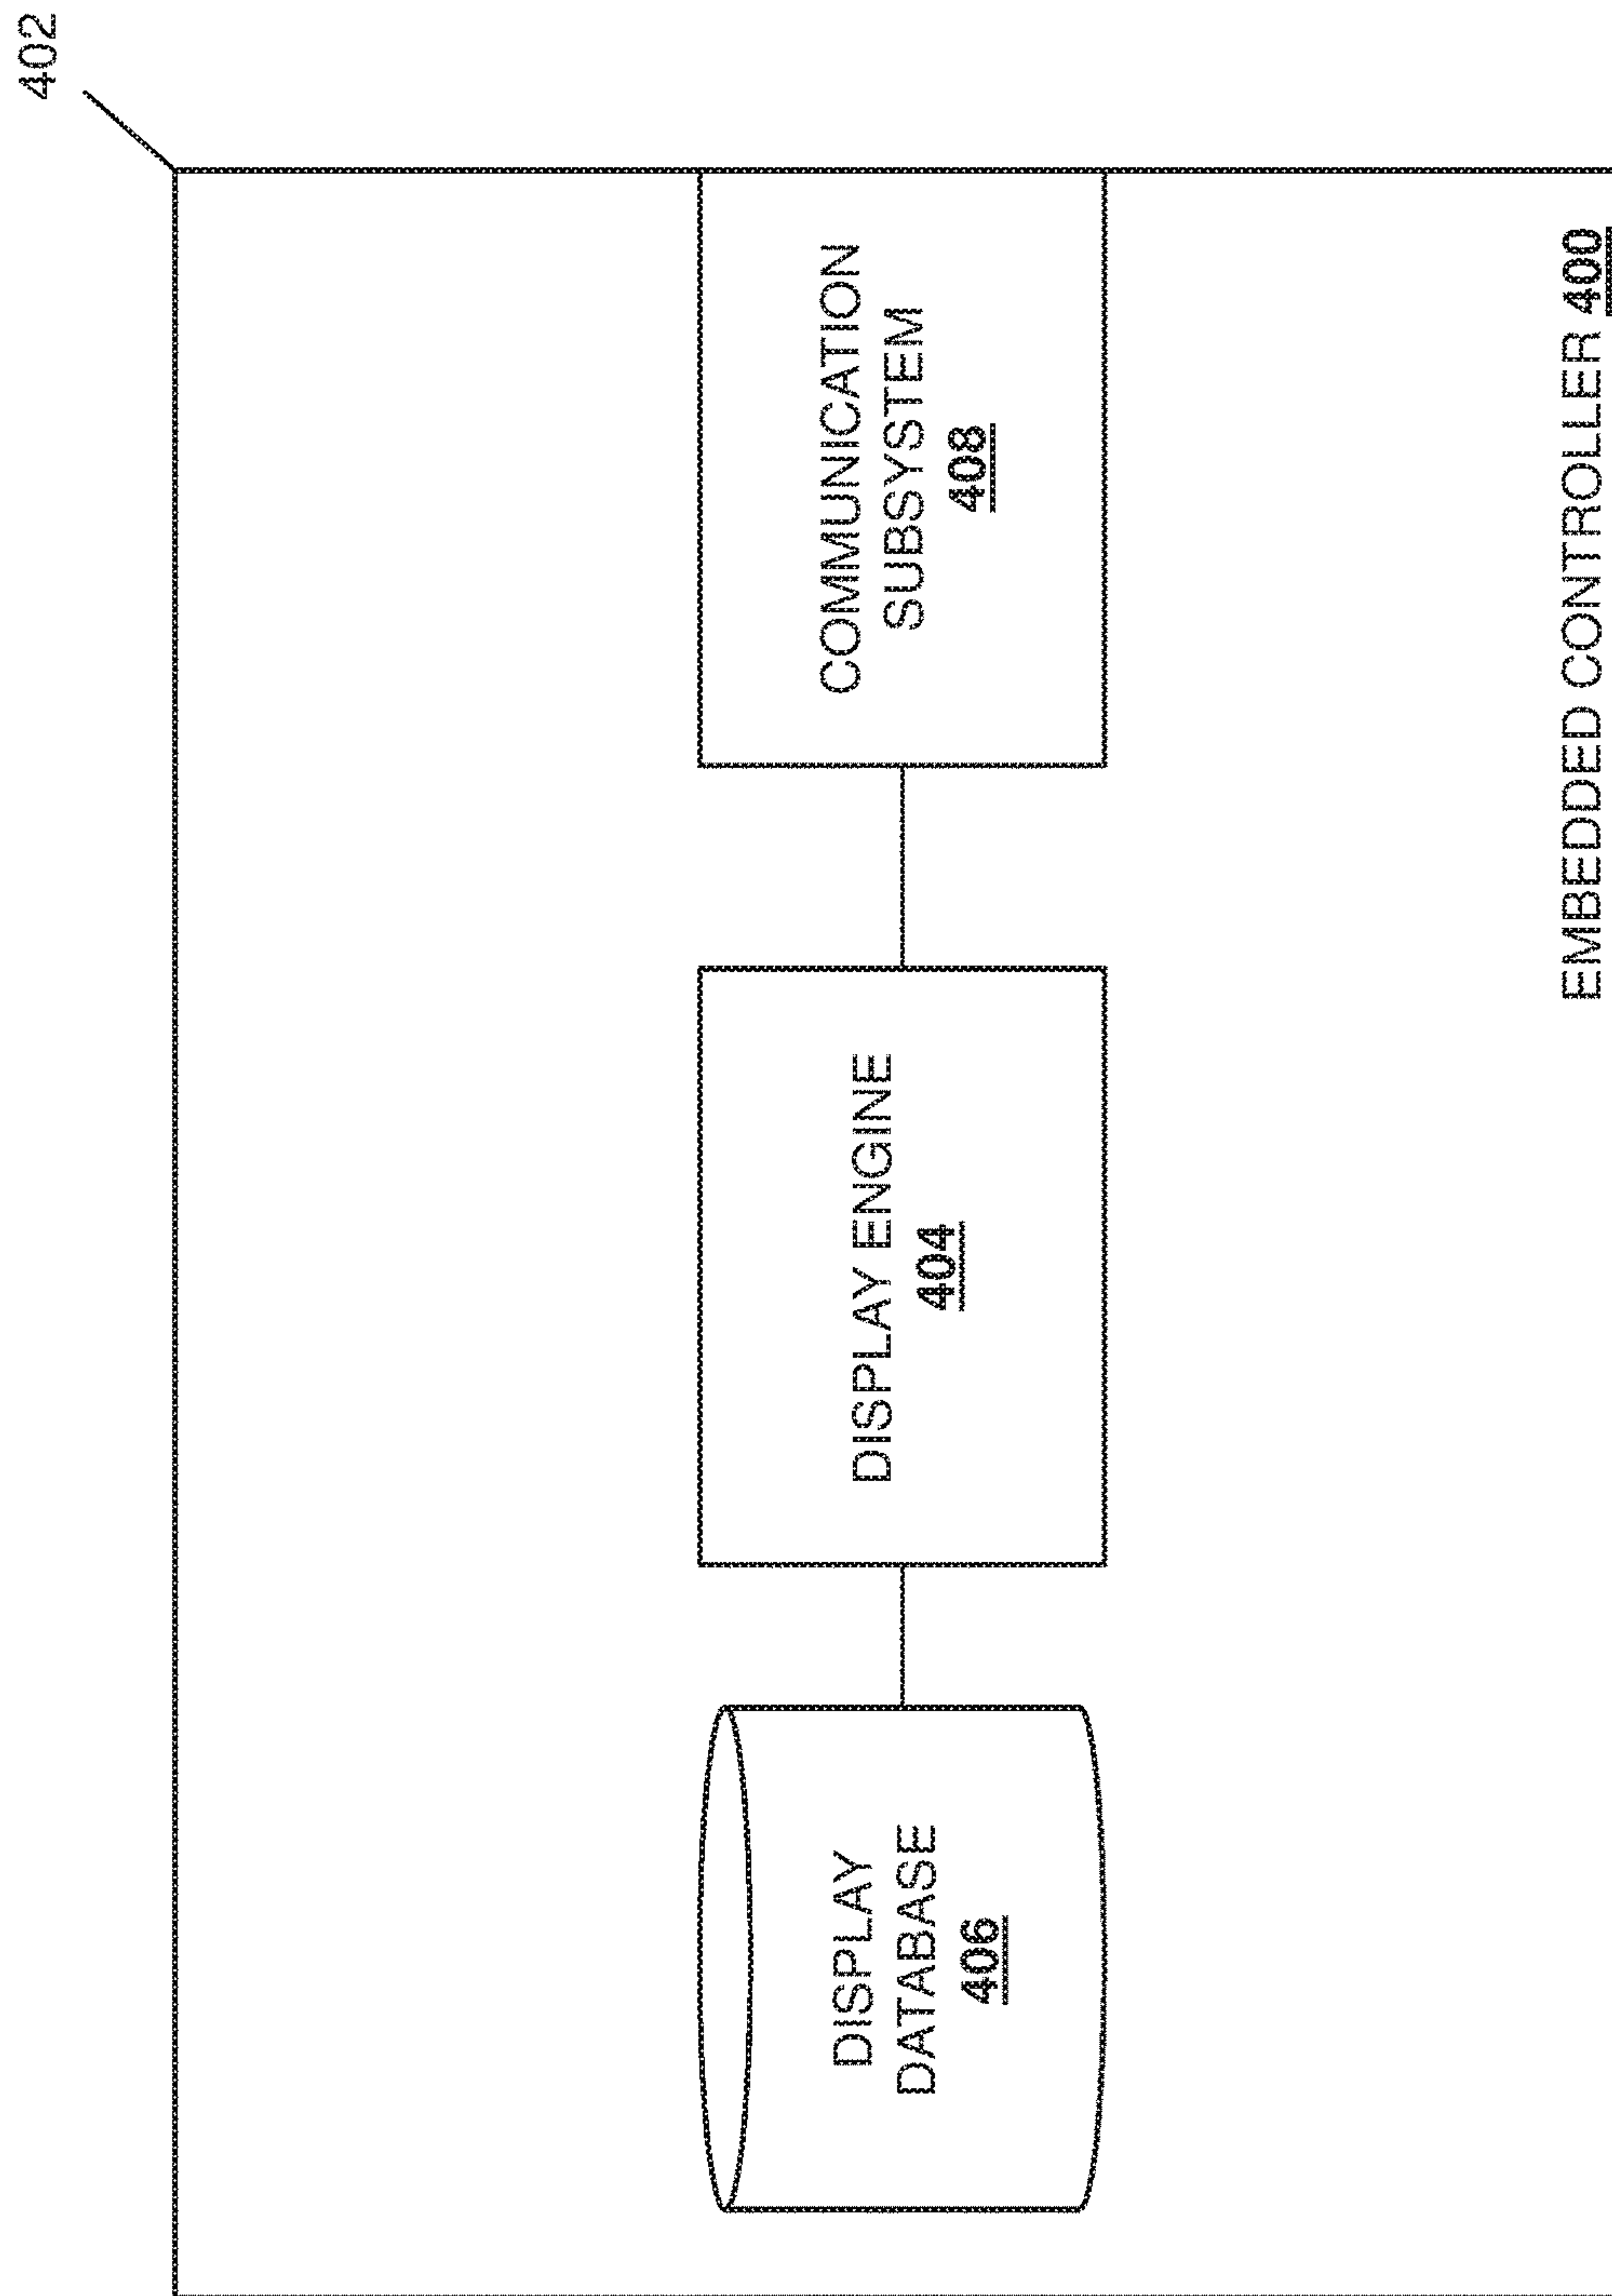 402
DISPLAY
DATABASE
406
DISPLAY ENGINE
404
COMMUNICATION
SUBSYSTEM
408
EMBEDDED CONTROLLER 400